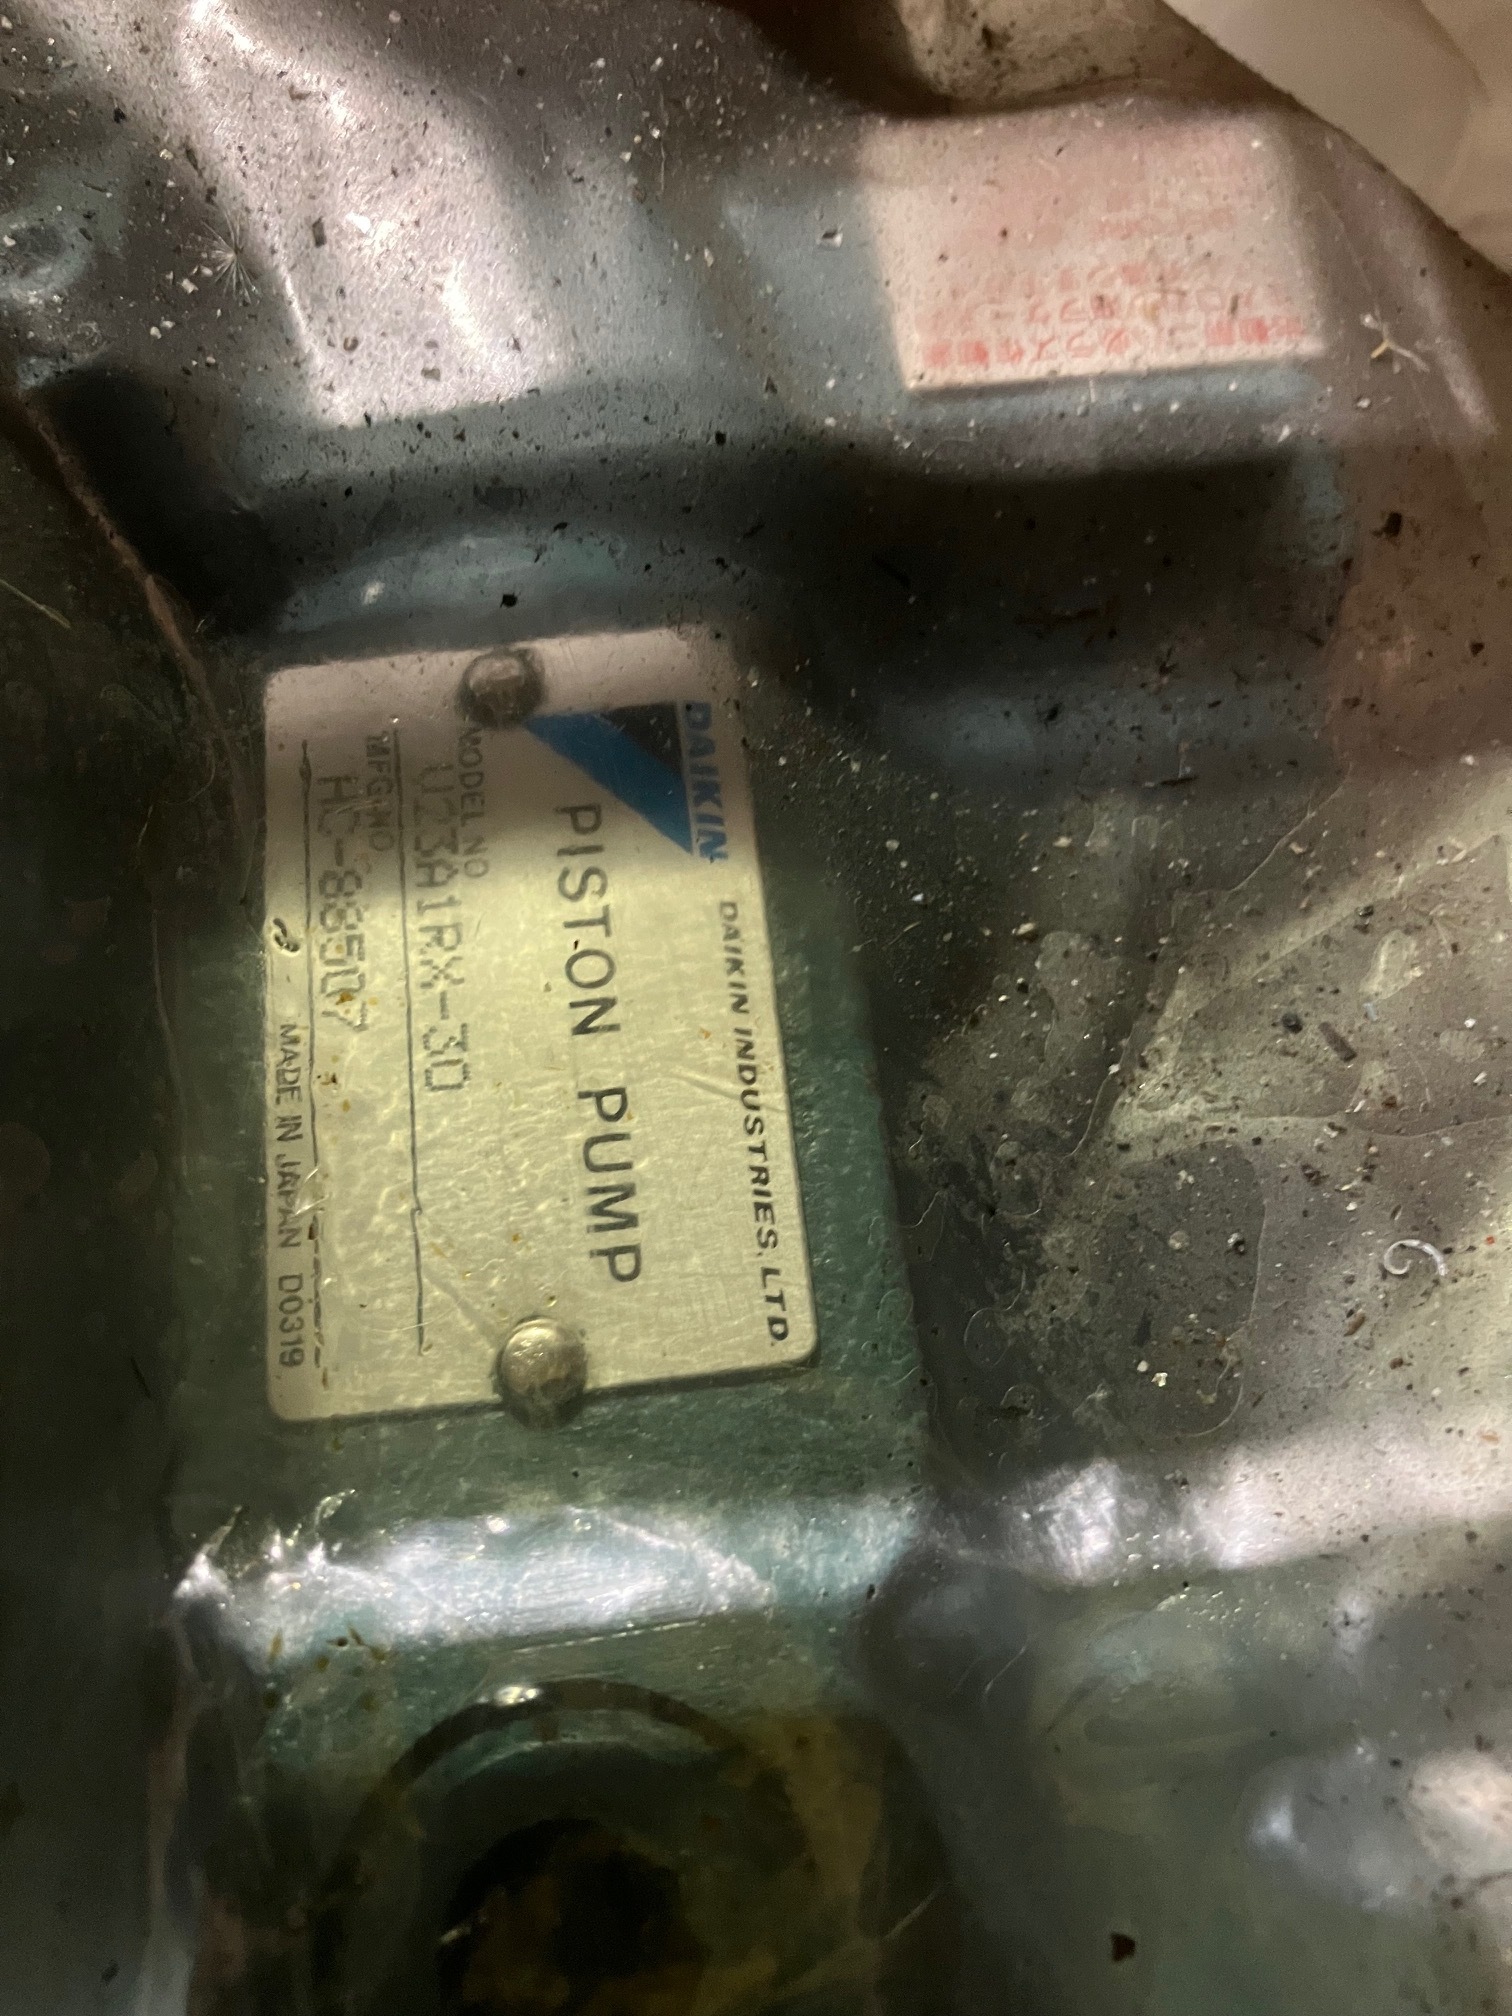 DAIKIN DAIKIN INDUSTRIES, LTD.
PISTON PUMP
MODEL NO
V23A1RX-30
MFG NO
HC-88507
MADE IN JAPAN D0319